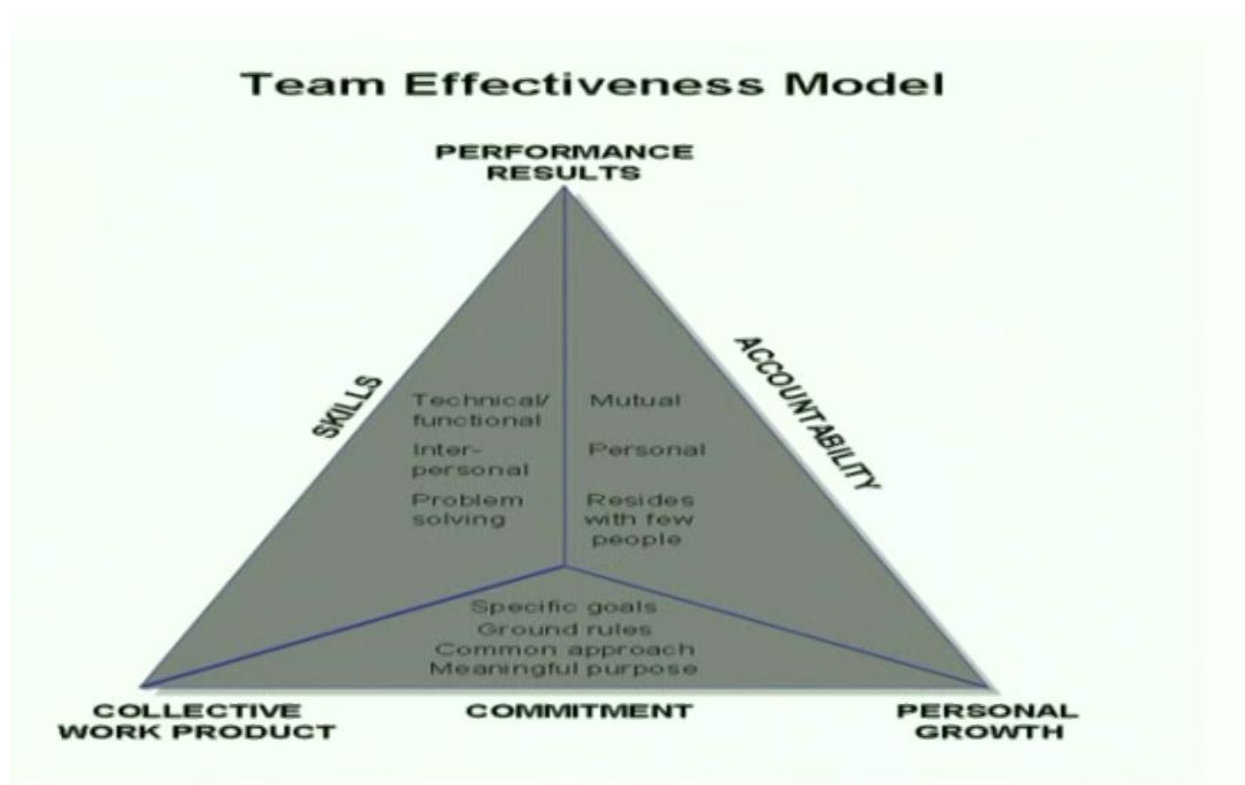 Team Effectiveness Model
PERFORMANCE
RESULTS
SKILLS
ACCOUNTABILITY
Technical/
functional
Inter-
personal
Problem
solving
Mutual
Personal
Resides
with few
people
Specific goals
Ground rules
Common approach
Meaningful purpose
COLLECTIVE
WORK PRODUCT
COMMITMENT
PERSONAL
GROWTH